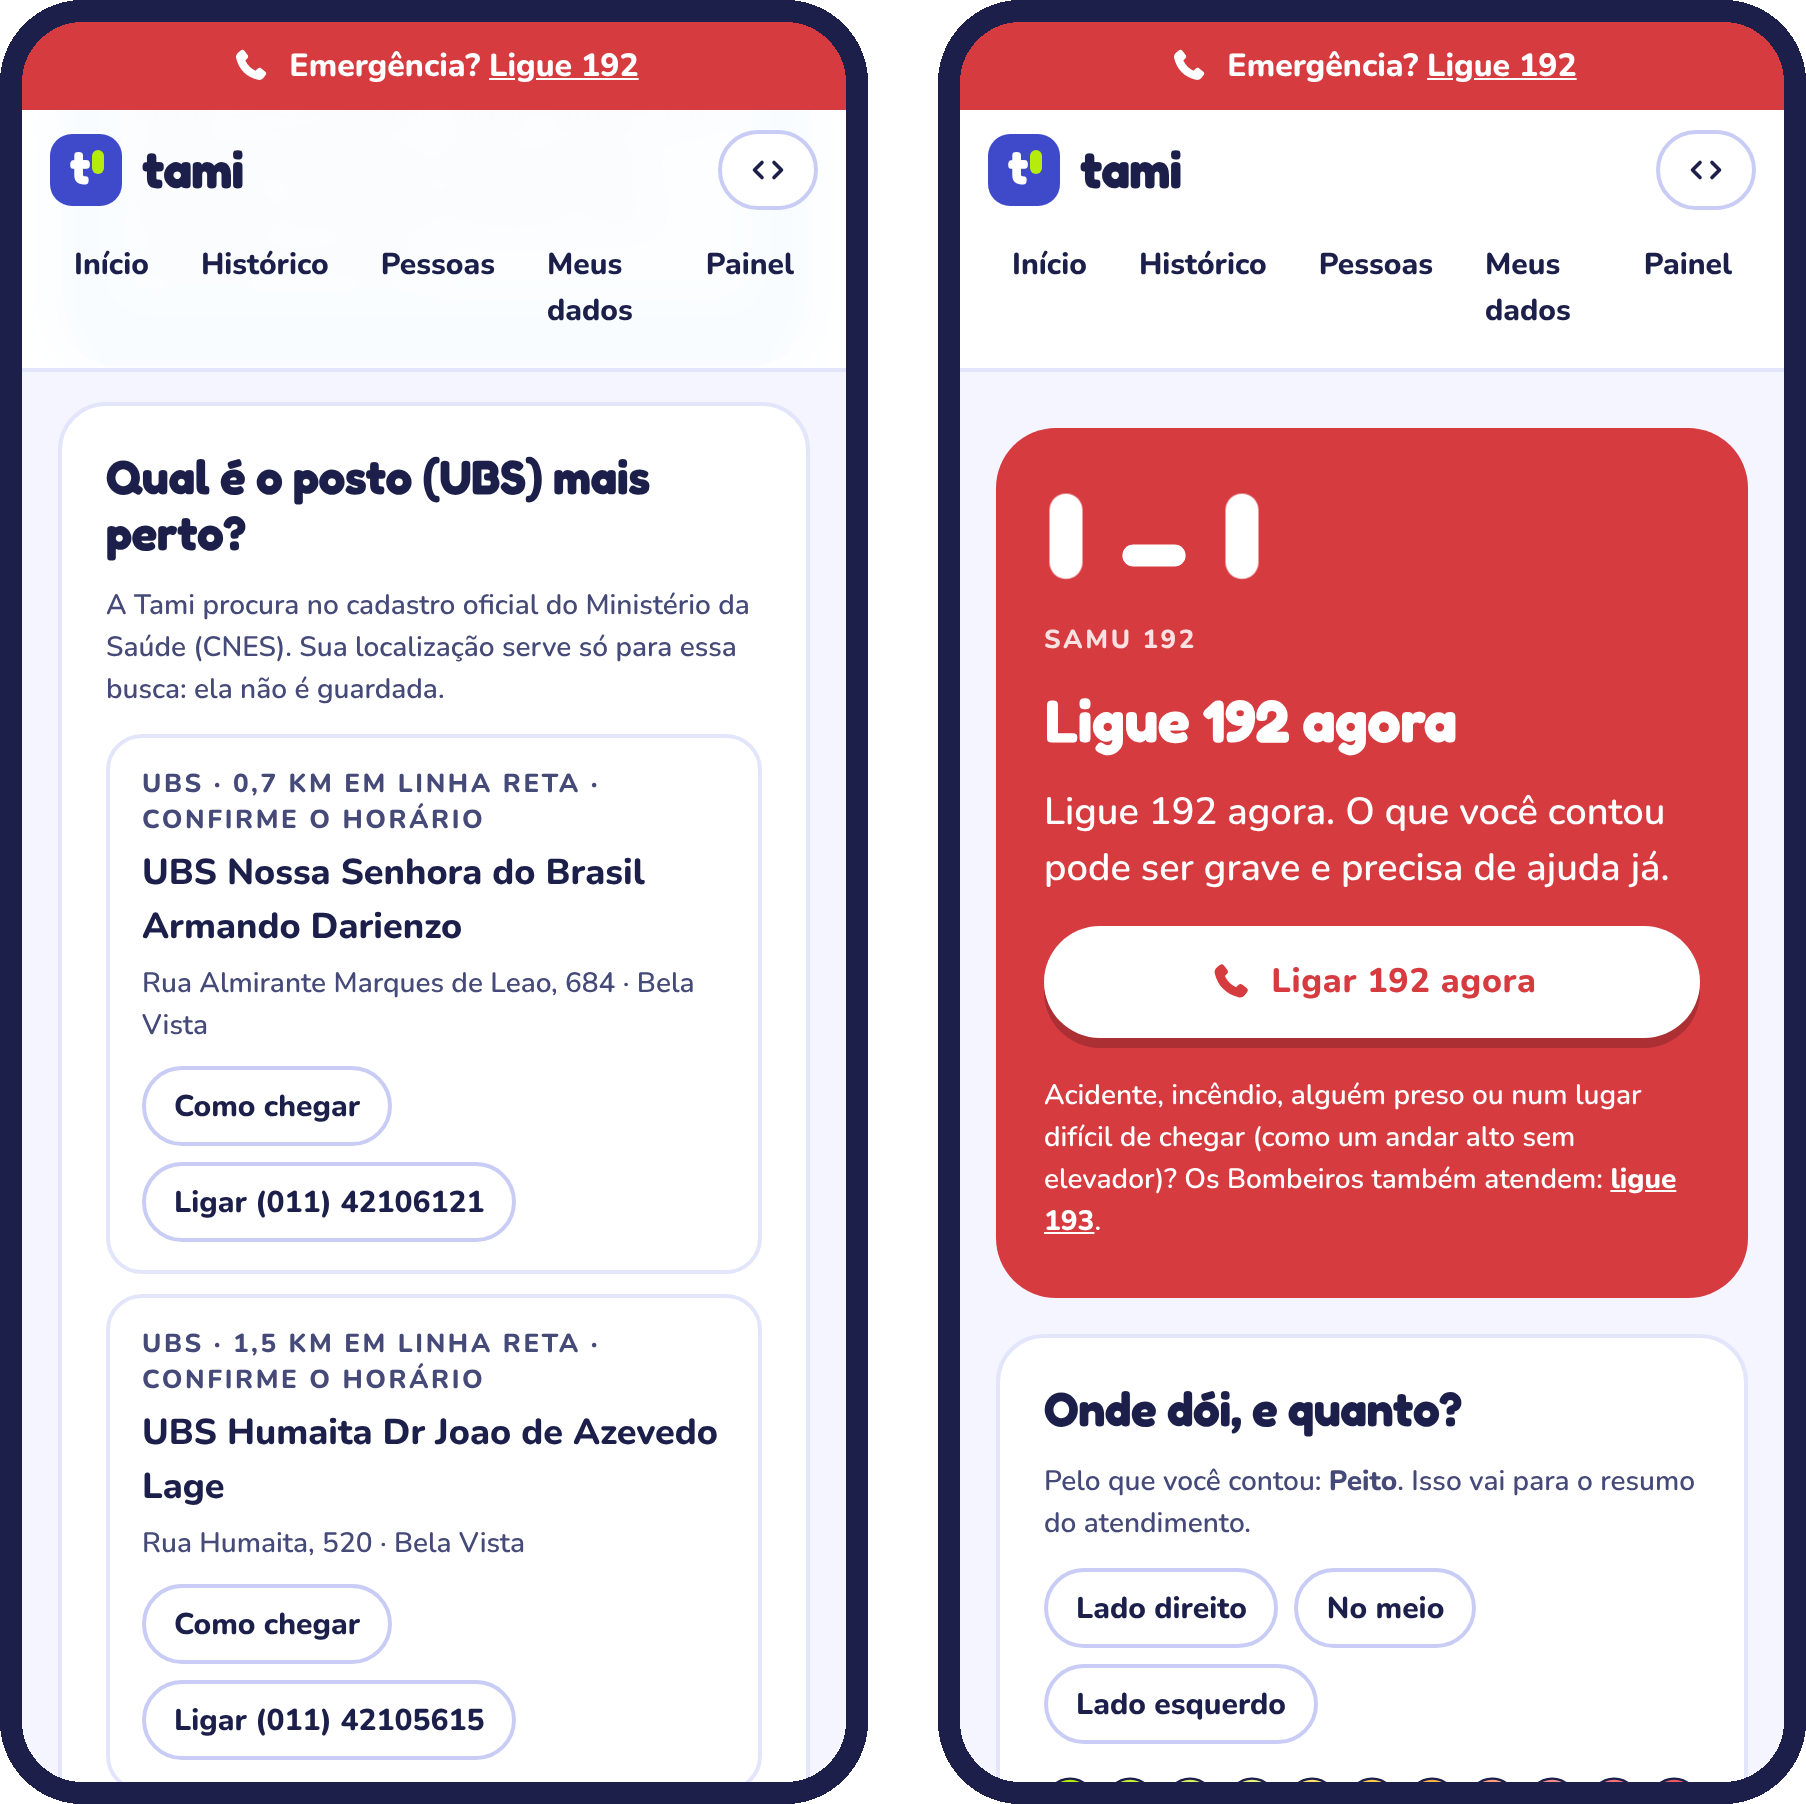 Emergência? Ligue 192
tami
Início Histórico Pessoas Meus dados Painel
Qual é o posto (UBS) mais
perto?
A Tami procura no cadastro oficial do Ministério da
Saúde (CNES). Sua localização serve só para essa
busca: ela não é guardada.
UBS · 0,7 KM EM LINHA RETA ·
CONFIRME O HORÁRIO
UBS Nossa Senhora do Brasil
Armando Darienzo
Rua Almirante Marques de Leao, 684 · Bela
Vista
Como chegar
Ligar (011) 42106121
UBS · 1,5 KM EM LINHA RETA ·
CONFIRME O HORÁRIO
UBS Humaita Dr Joao de Azevedo
Lage
Rua Humaita, 520 · Bela Vista
Como chegar
Ligar (011) 42105615
Emergência? Ligue 192
tami
Início Histórico Pessoas Meus dados Painel
SAMU 192
Ligue 192 agora
Ligue 192 agora. O que você contou
pode ser grave e precisa de ajuda já.
Ligar 192 agora
Acidente, incêndio, alguém preso ou num lugar
difícil de chegar (como um andar alto sem
elevador)? Os Bombeiros também atendem: ligue
193.
Onde dói, e quanto?
Pelo que você contou: Peito. Isso vai para o resumo
do atendimento.
Lado direito
No meio
Lado esquerdo